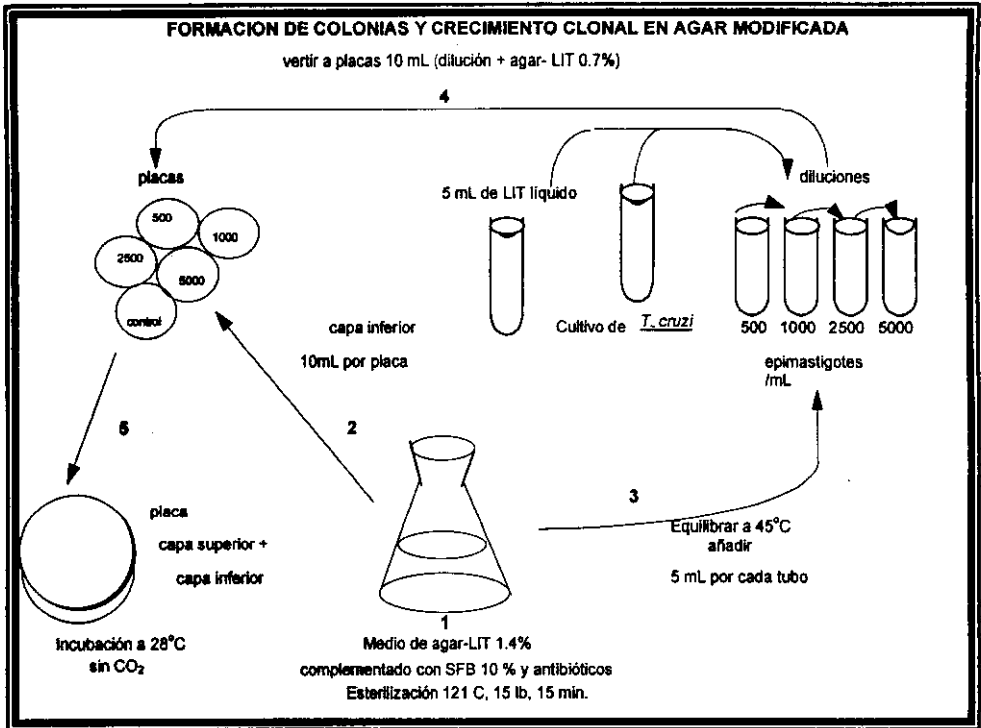 FORMACION DE COLONIAS Y CRECIMIENTO CLONAL EN AGAR MODIFICADA
vertir a placas 10 mL (dilución + agar- LIT 0.7%)
4
placas
500
1000
2500
5000
control
5 mL de LIT líquido
Cultivo de T. cruzi
diluciones
500 1000 2500 5000
epimastigotes
/mL
capa inferior
10mL por placa
2
5
3
Equilibrar a 45°C
añadir
5 mL por cada tubo
placa
capa superior +
capa inferior
Incubación a 28°C
sin CO₂
1
Medio de agar-LIT 1.4%
complementado con SFB 10 % y antibióticos
Esterilización 121 C, 15 lb, 15 min.